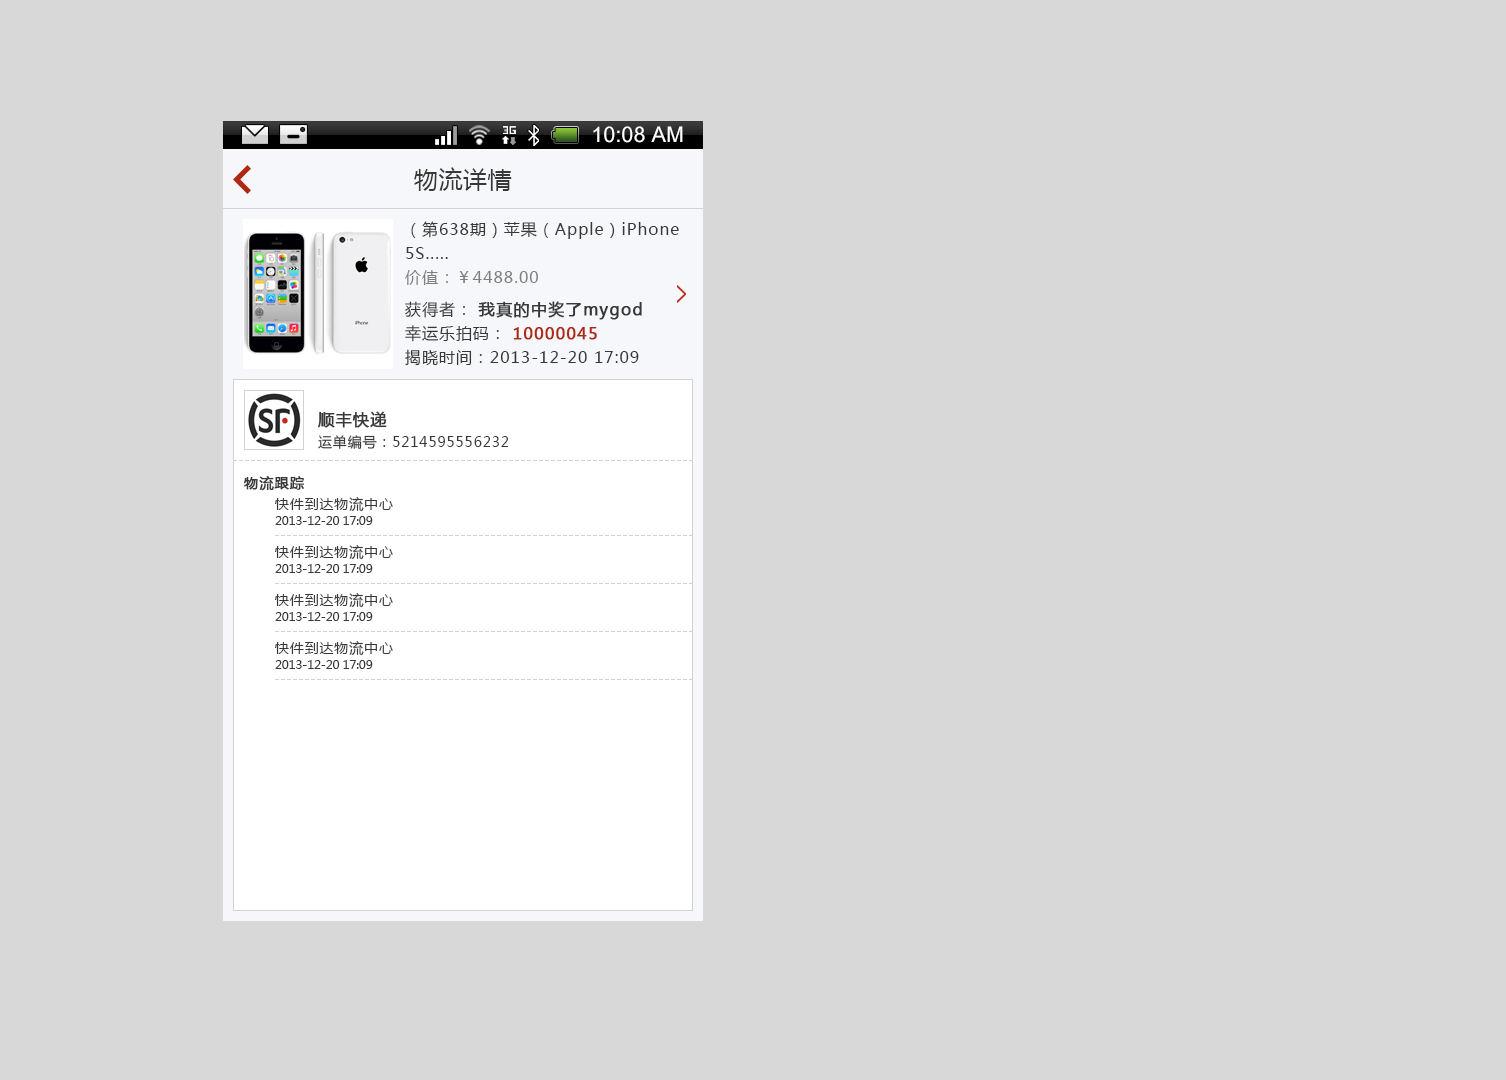 3G
10:08 AM
物流详情
（第638期）苹果（Apple）iPhone
5S.....
价值：￥4488.00
获得者： 我真的中奖了mygod
幸运乐拍码： 10000045
揭晓时间：2013-12-20 17:09
iPhone
SF
顺丰快递
运单编号：5214595556232
物流跟踪
快件到达物流中心
2013-12-20 17:09
快件到达物流中心
2013-12-20 17:09
快件到达物流中心
2013-12-20 17:09
快件到达物流中心
2013-12-20 17:09